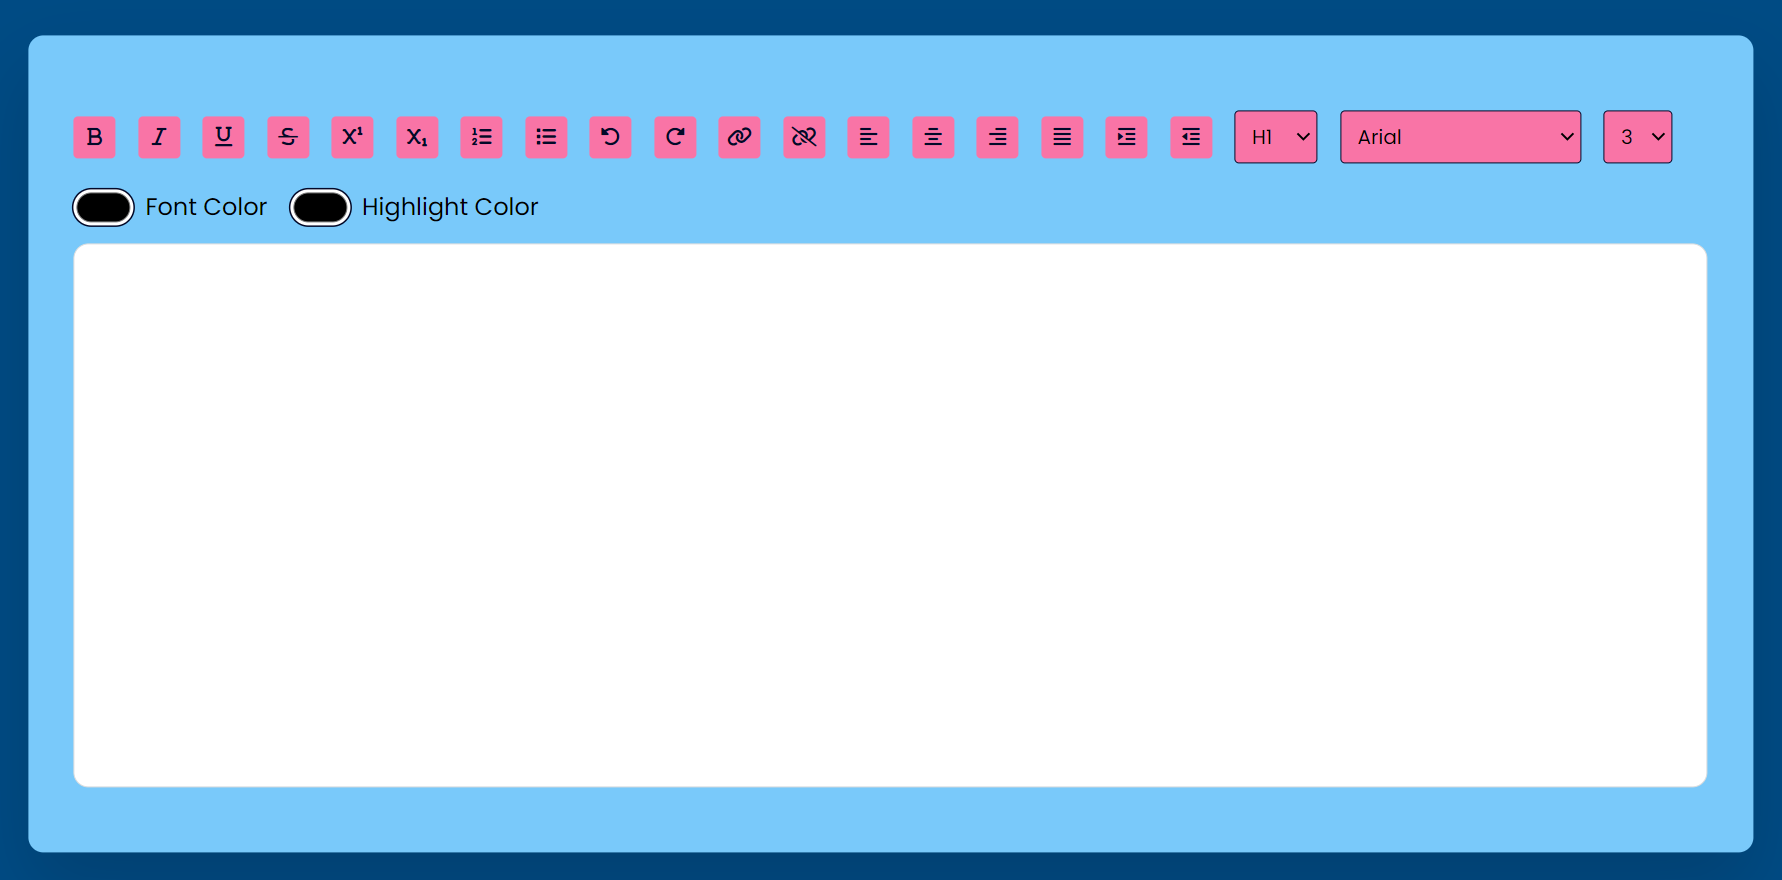 B I U S X¹ X₁ H1 Arial 3
Font Color Highlight Color